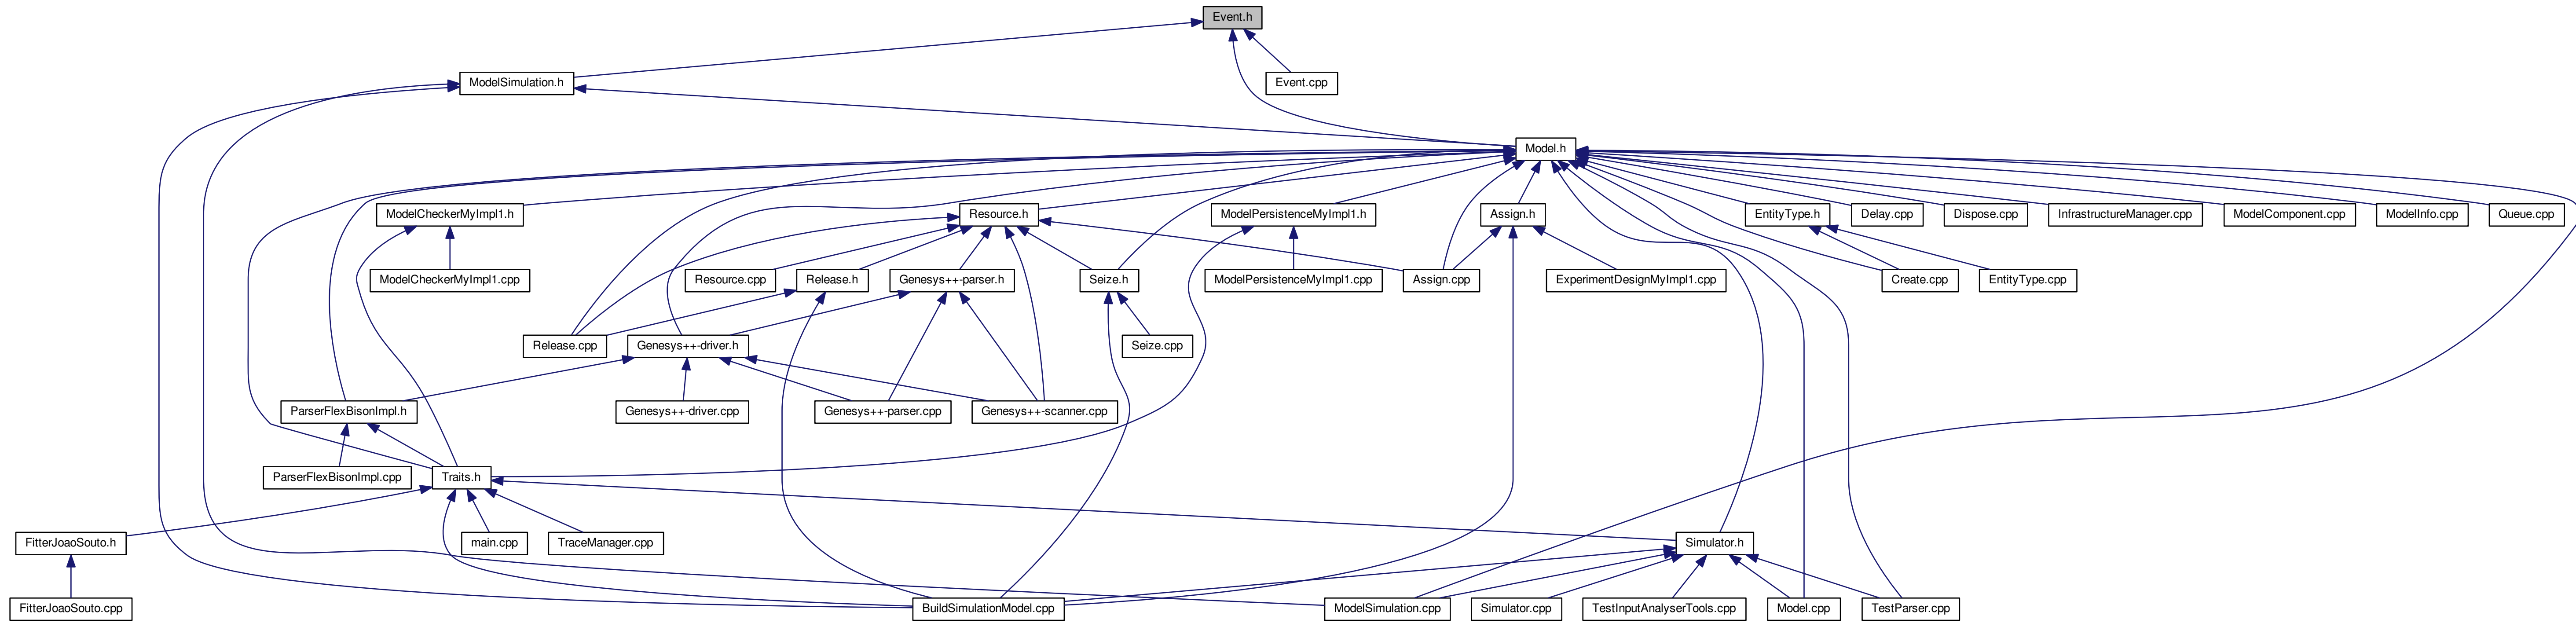 Event.h
ModelSimulation.h
Event.cpp
Model.h
ModelCheckerMyImpl1.h
Resource.h
ModelPersistenceMyImpl1.h
Assign.h
EntityType.h
Delay.cpp
Dispose.cpp
InfrastructureManager.cpp
ModelComponent.cpp
ModelInfo.cpp
Queue.cpp
ModelCheckerMyImpl1.cpp
Resource.cpp
Release.h
Genesys++-parser.h
Seize.h
ModelPersistenceMyImpl1.cpp
Assign.cpp
ExperimentDesignMyImpl1.cpp
Create.cpp
EntityType.cpp
Release.cpp
Genesys++-driver.h
Seize.cpp
ParserFlexBisonImpl.h
Genesys++-driver.cpp
Genesys++-parser.cpp
Genesys++-scanner.cpp
ParserFlexBisonImpl.cpp
Traits.h
FitterJoaoSouto.h
main.cpp
TraceManager.cpp
Simulator.h
FitterJoaoSouto.cpp
BuildSimulationModel.cpp
ModelSimulation.cpp
Simulator.cpp
TestInputAnalyserTools.cpp
Model.cpp
TestParser.cpp